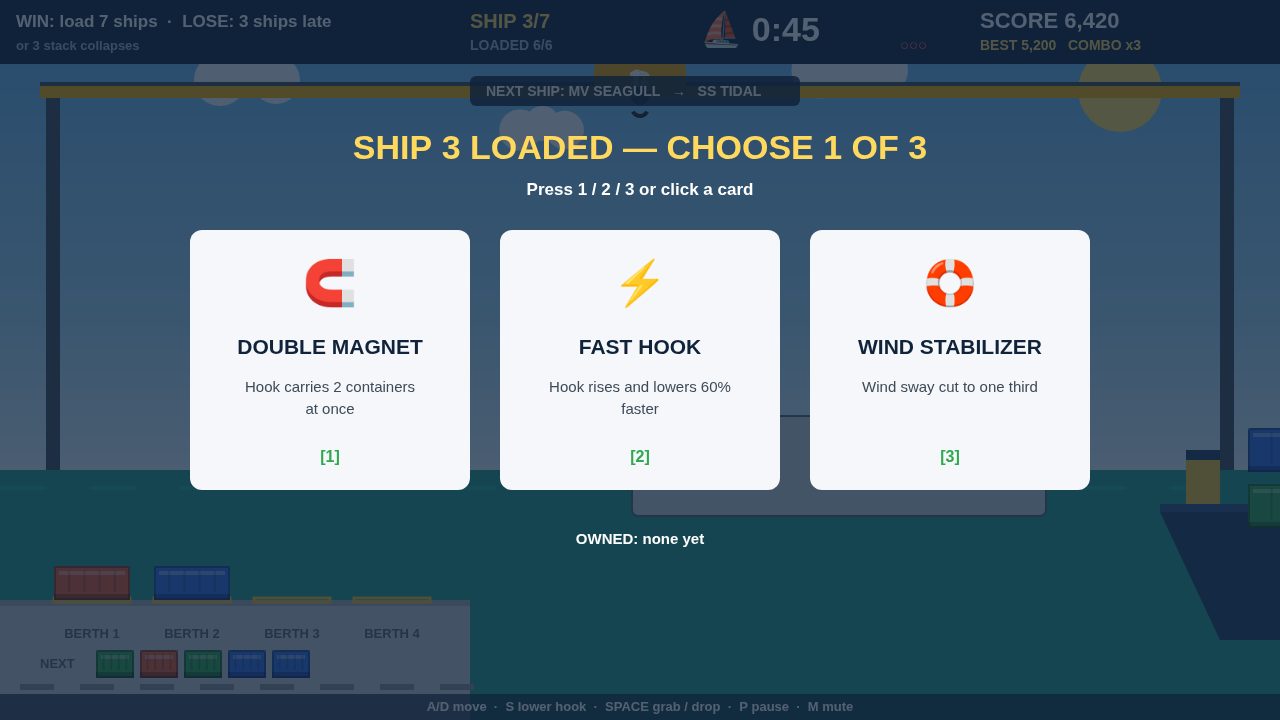 WIN: load 7 ships · LOSE: 3 ships late
or 3 stack collapses
SHIP 3/7
LOADED 6/6
0:45
SCORE 6,420
BEST 5,200 COMBO x3
NEXT SHIP: MV SEAGULL → SS TIDAL
SHIP 3 LOADED — CHOOSE 1 OF 3
Press 1 / 2 / 3 or click a card
DOUBLE MAGNET
Hook carries 2 containers
at once
[1]
FAST HOOK
Hook rises and lowers 60%
faster
[2]
WIND STABILIZER
Wind sway cut to one third
[3]
OWNED: none yet
BERTH 1 BERTH 2 BERTH 3 BERTH 4
NEXT
A/D move · S lower hook · SPACE grab / drop · P pause · M mute